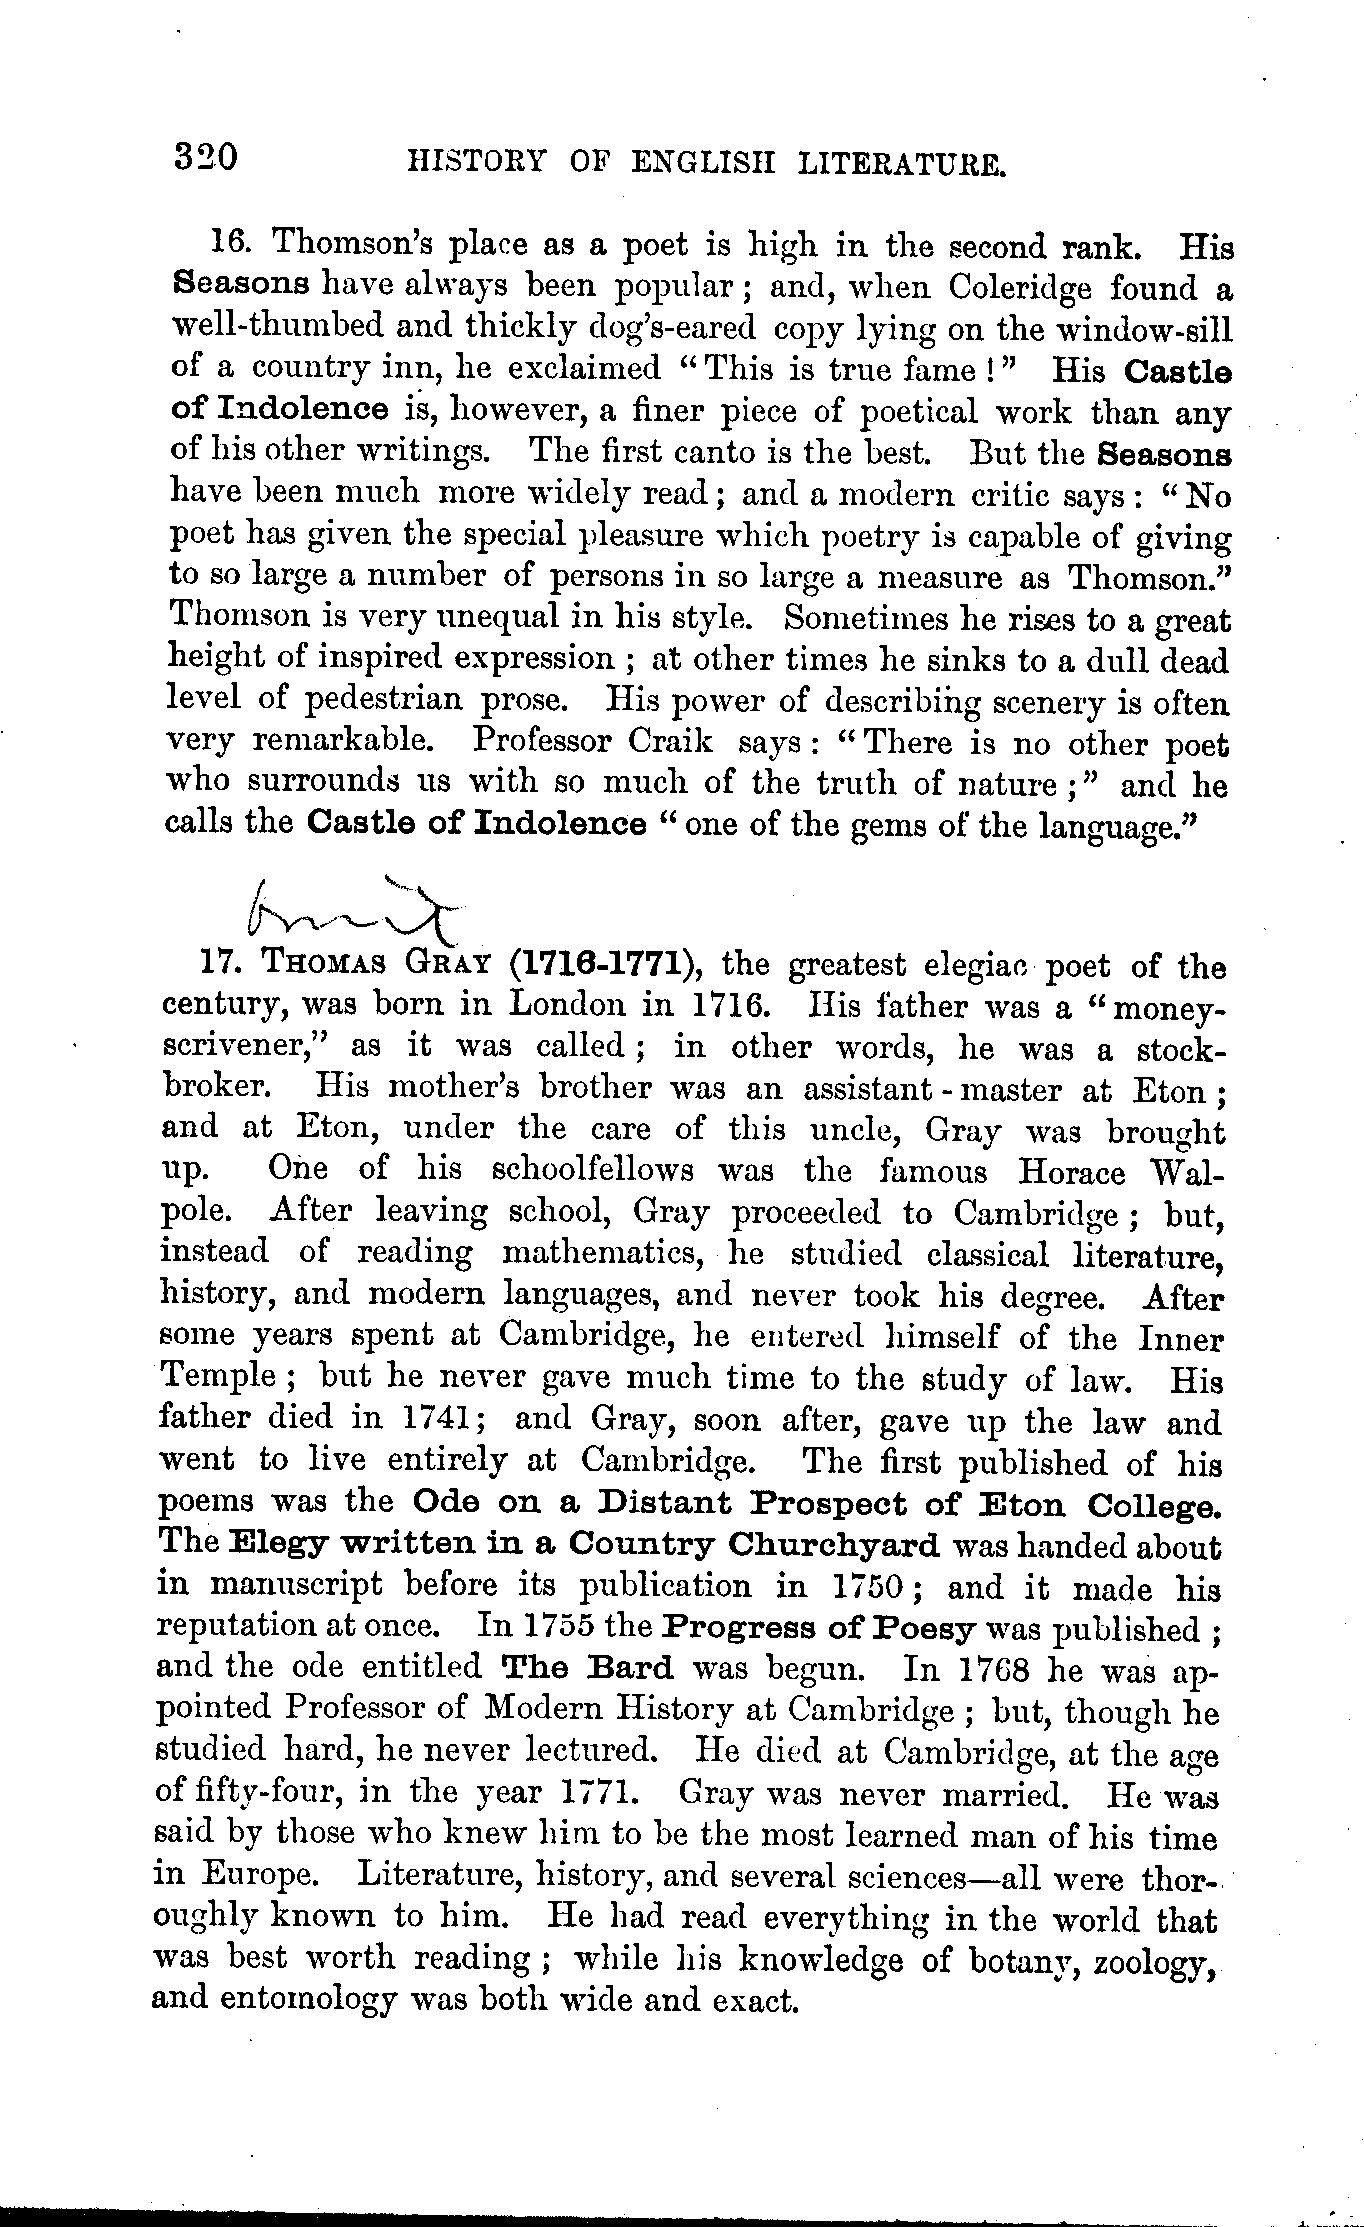 320 HISTORY OF ENGLISH LITERATURE.
16. Thomson's place as a poet is high in the second rank. His
Seasons have always been popular ; and, when Coleridge found a
well-thumbed and thickly dog's-eared copy lying on the window-sill
of a country inn, he exclaimed “ This is true fame ! ” His Castle
of Indolence is, however, a finer piece of poetical work than any
of his other writings. The first canto is the best. But the Seasons
have been much more widely read ; and a modern critic says : “ No
poet has given the special pleasure which poetry is capable of giving
to so large a number of persons in so large a measure as Thomson.”
Thomson is very unequal in his style. Sometimes he rises to a great
height of inspired expression ; at other times he sinks to a dull dead
level of pedestrian prose. His power of describing scenery is often
very remarkable. Professor Craik says : “ There is no other poet
who surrounds us with so much of the truth of nature ; ” and he
calls the Castle of Indolence “ one of the gems of the language.”
omit
17. THOMAS GRAY (1716-1771), the greatest elegiac poet of the
century, was born in London in 1716. His father was a “ money-
scrivener,” as it was called ; in other words, he was a stock-
broker. His mother's brother was an assistant - master at Eton ;
and at Eton, under the care of this uncle, Gray was brought
up. One of his schoolfellows was the famous Horace Wal-
pole. After leaving school, Gray proceeded to Cambridge ; but,
instead of reading mathematics, he studied classical literature,
history, and modern languages, and never took his degree. After
some years spent at Cambridge, he entered himself of the Inner
Temple ; but he never gave much time to the study of law. His
father died in 1741 ; and Gray, soon after, gave up the law and
went to live entirely at Cambridge. The first published of his
poems was the Ode on a Distant Prospect of Eton College.
The Elegy written in a Country Churchyard was handed about
in manuscript before its publication in 1750 ; and it made his
reputation at once. In 1755 the Progress of Poesy was published ;
and the ode entitled The Bard was begun. In 1768 he was ap-
pointed Professor of Modern History at Cambridge ; but, though he
studied hard, he never lectured. He died at Cambridge, at the age
of fifty-four, in the year 1771. Gray was never married. He was
said by those who knew him to be the most learned man of his time
in Europe. Literature, history, and several sciences—all were thor-
oughly known to him. He had read everything in the world that
was best worth reading ; while his knowledge of botany, zoology,
and entomology was both wide and exact.